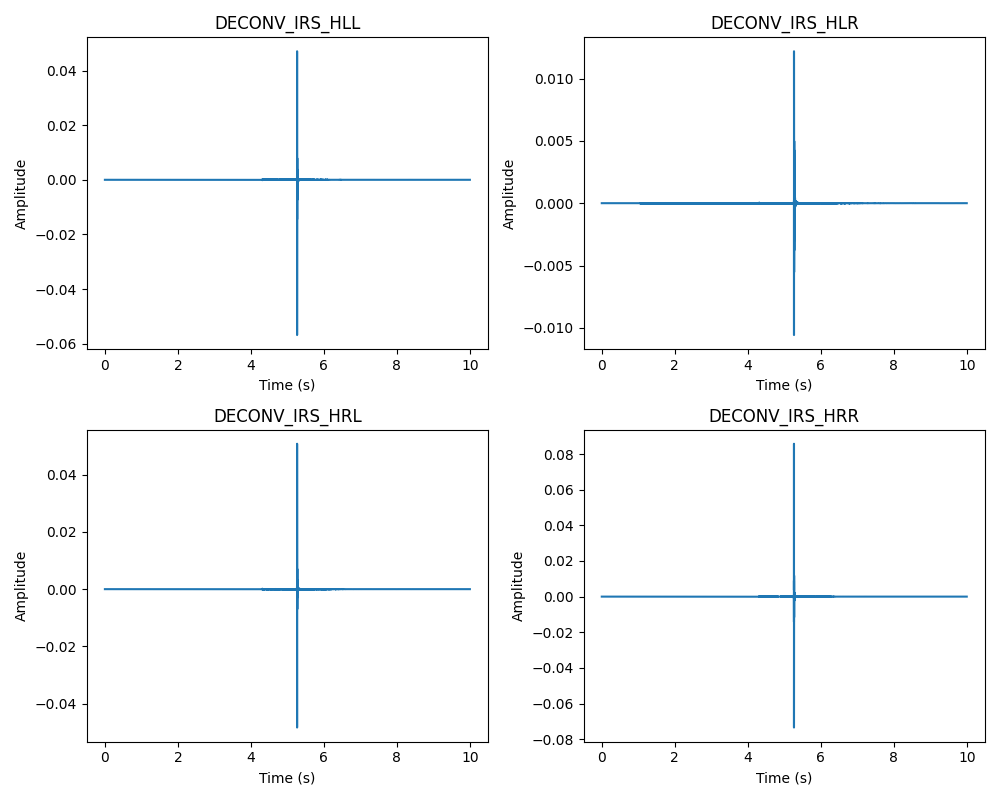 DECONV_IRS_HLL
0.04
0.02
0.00
−0.02
−0.04
−0.06
Amplitude
0 2 4 6 8 10
Time (s)
DECONV_IRS_HLR
0.010
0.005
0.000
−0.005
−0.010
Amplitude
0 2 4 6 8 10
Time (s)
DECONV_IRS_HRL
0.04
0.02
0.00
−0.02
−0.04
Amplitude
0 2 4 6 8 10
Time (s)
DECONV_IRS_HRR
0.08
0.06
0.04
0.02
0.00
−0.02
−0.04
−0.06
−0.08
Amplitude
0 2 4 6 8 10
Time (s)